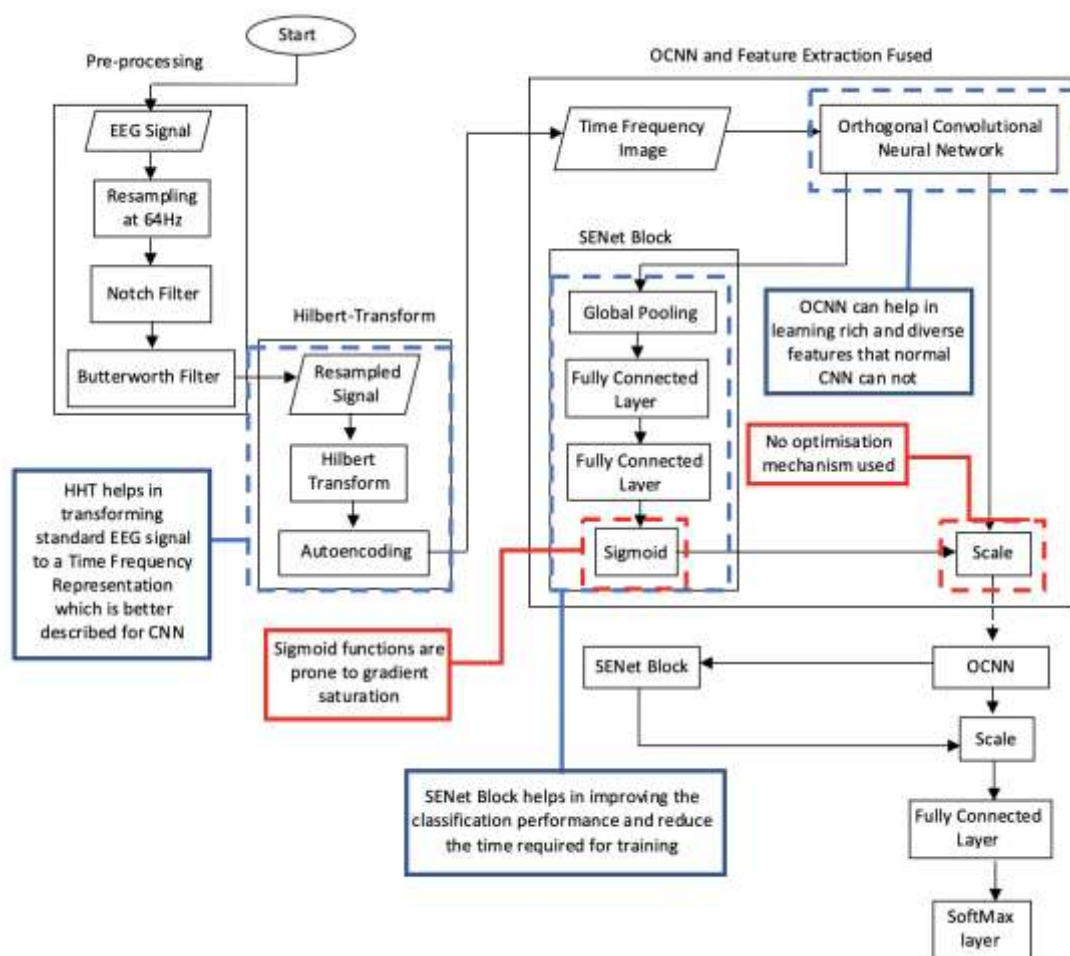 Start
Pre-processing
EEG Signal
Resampling
at 64Hz
Notch Filter
Butterworth Filter
Hilbert-Transform
Resampled
Signal
Hilbert
Transform
Autoencoding
HHT helps in
transforming
standard EEG signal
to a Time Frequency
Representation
which is better
described for CNN
OCNN and Feature Extraction Fused
Time Frequency
Image
Orthogonal Convolutional
Neural Network
SENet Block
Global Pooling
Fully Connected
Layer
Fully Connected
Layer
Sigmoid
OCNN can help in
learning rich and diverse
features that normal
CNN can not
No optimisation
mechanism used
Scale
Sigmoid functions are
prone to gradient
saturation
SENet Block helps in improving the
classification performance and reduce
the time required for training
OCNN
SENet Block
Scale
Fully Connected
Layer
SoftMax
layer